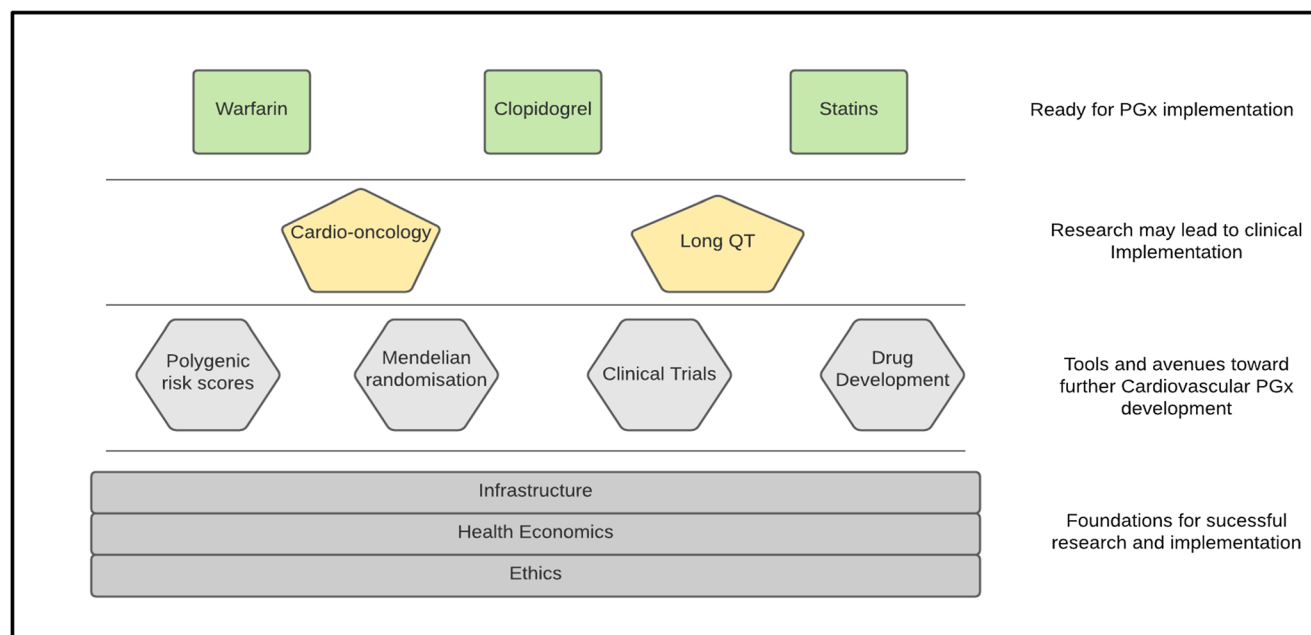 Warfarin
Clopidogrel
Statins
Ready for PGx implementation
Cardio-oncology
Long QT
Research may lead to clinical
Implementation
Polygenic
risk scores
Mendelian
randomisation
Clinical Trials
Drug
Development
Tools and avenues toward
further Cardiovascular PGx
development
Infrastructure
Health Economics
Ethics
Foundations for sucessful
research and implementation